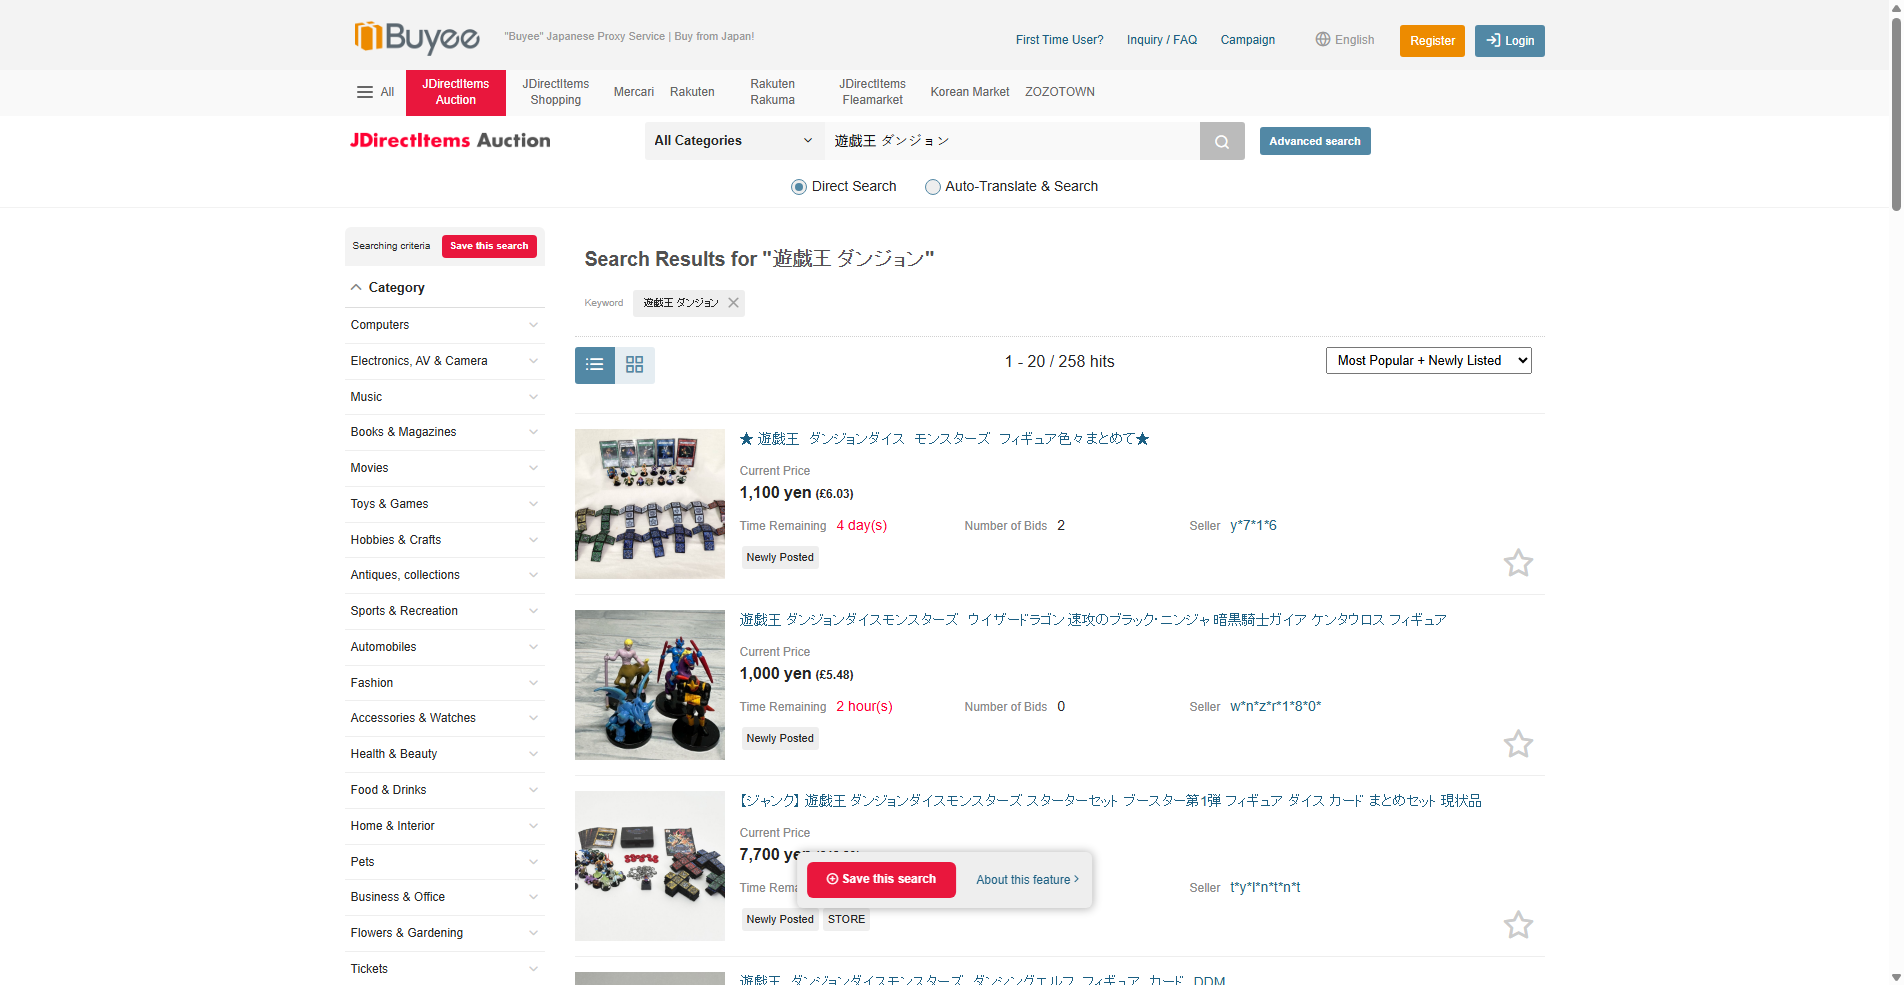 Buyee
"Buyee" Japanese Proxy Service | Buy from Japan!
First Time User?
Inquiry / FAQ
Campaign
English
Register
Login
All
JDirectItems Auction
JDirectItems Shopping
Mercari
Rakuten
Rakuten Rakuma
JDirectItems Fleamarket
Korean Market
ZOZOTOWN
JDirectItems Auction
All Categories
遊戯王 ダンジョン
Advanced search
Direct Search
Auto-Translate & Search
Searching criteria
Save this search
Category
Computers
Electronics, AV & Camera
Music
Books & Magazines
Movies
Toys & Games
Hobbies & Crafts
Antiques, collections
Sports & Recreation
Automobiles
Fashion
Accessories & Watches
Health & Beauty
Food & Drinks
Home & Interior
Pets
Business & Office
Flowers & Gardening
Tickets
Search Results for "遊戯王 ダンジョン"
Keyword
遊戯王 ダンジョン
1 - 20 / 258 hits
Most Popular + Newly Listed
★ 遊戯王　ダンジョンダイス　モンスターズ　フィギュア色々まとめて★
Current Price
1,100 yen (£6.03)
Time Remaining 4 day(s)
Number of Bids 2
Seller y*7*1*6
Newly Posted
遊戯王 ダンジョンダイスモンスターズ　ウイザードラゴン 速攻のブラック・ニンジャ 暗黒騎士ガイア ケンタウロス フィギュア
Current Price
1,000 yen (£5.48)
Time Remaining 2 hour(s)
Number of Bids 0
Seller w*n*z*r*1*8*0*
Newly Posted
【ジャンク】 遊戯王 ダンジョンダイスモンスターズ スターターセット ブースター第1弾 フィギュア ダイス カード まとめセット 現状品
Current Price
7,700
Time
Seller t*y*l*n*t*n*t
Newly Posted
STORE
Save this search
About this feature
遊戯王　ダンジョンダイスモンスターズ　ダンシングエルフ　フィギュア　カード　DDM